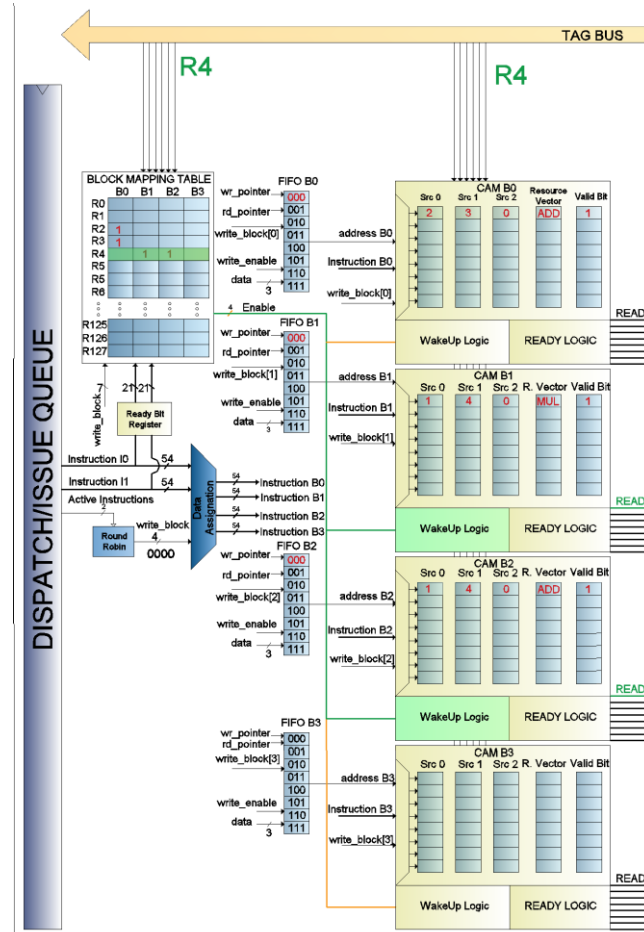 TAG BUS
R4
R4
DISPATCH/ISSUE QUEUE
BLOCK MAPPING TABLE
B0 B1 B2 B3
R0
R1
R2 1
R3 1
R4 1 1
R5
R5
R6
R125
R126
R127
write_block
7
21
21
Ready Bit
Register
Instruction I0 54
Instruction I1 54
Active Instructions
2
Round
Robin
write_block
4
0000
Data
Assignation
54 Instruction B0
54 Instruction B1
54 Instruction B2
54 Instruction B3
4 Enable
FIFO B0
wr_pointer
rd_pointer
write_block[0]
write_enable
data
3
000
001
010
011
100
101
110
111
FIFO B1
wr_pointer
rd_pointer
write_block[1]
write_enable
data
3
000
001
010
011
100
101
110
111
FIFO B2
wr_pointer
rd_pointer
write_block[2]
write_enable
data
3
000
001
010
011
100
101
110
111
FIFO B3
wr_pointer
rd_pointer
write_block[3]
write_enable
data
3
000
001
010
011
100
101
110
111
CAM B0
Src 0 Src 1 Src 2 Resource Vector Valid Bit
2 3 0 ADD 1
address B0
Instruction B0
write_block[0]
WakeUp Logic READY LOGIC
READ
CAM B1
Src 0 Src 1 Src 2 R. Vector Valid Bit
1 4 0 MUL 1
address B1
Instruction B1
write_block[1]
WakeUp Logic READY LOGIC
READ
CAM B2
Src 0 Src 1 Src 2 R. Vector Valid Bit
1 4 0 ADD 1
address B2
Instruction B2
write_block[2]
WakeUp Logic READY LOGIC
READ
CAM B3
Src 0 Src 1 Src 2 R. Vector Valid Bit
address B3
Instruction B3
write_block[3]
WakeUp Logic READY LOGIC
READ